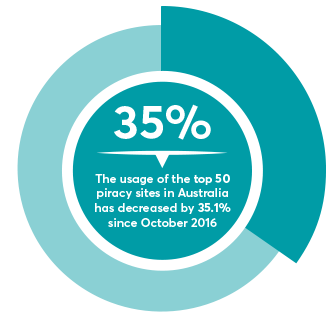 35%
The usage of the top 50
piracy sites in Australia
has decreased by 35.1%
since October 2016